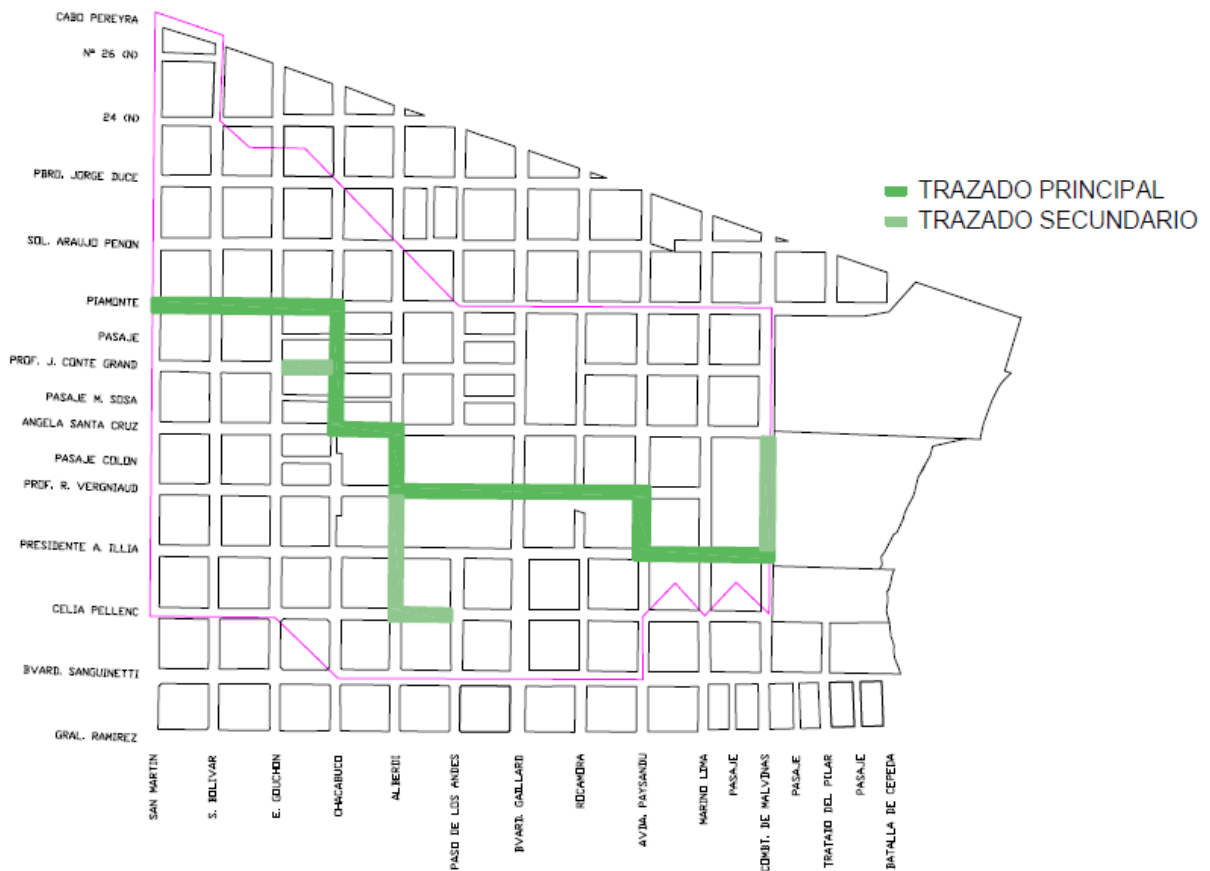 CABO PEREYRA
Nº 26 (N)
24 (N)
PBRO. JORGE DUCE
SOL. ARAUJO PENON
PIAMONTE
PASAJE
PROF. J. CONTE GRAND
PASAJE M. SOSA
ANGELA SANTA CRUZ
PASAJE COLON
PROF. R. VERGNIAUD
PRESIDENTE A. ILLIA
CELIA PELLENC
BVARD. SANGUINETTI
GRAL. RAMIREZ
TRAZADO PRINCIPAL
TRAZADO SECUNDARIO
SAN MARTIN
S. BOLIVAR
E. GOUCHON
CHACABUCO
ALBERDI
PASO DE LOS ANDES
BVARD. GAILLARD
ROCAMORA
AVDA. PAYSANDU
MARINO LIMA
PASAJE
COMBT. DE MALVINAS
PASAJE
TRATADO DEL PILAR
PASAJE
BATALLA DE CEPEDA